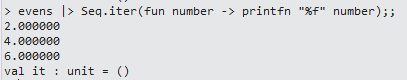 > evens |> Seq.iter(fun number -> printfn "%f" number);;
2.000000
4.000000
6.000000
val it : unit = ()